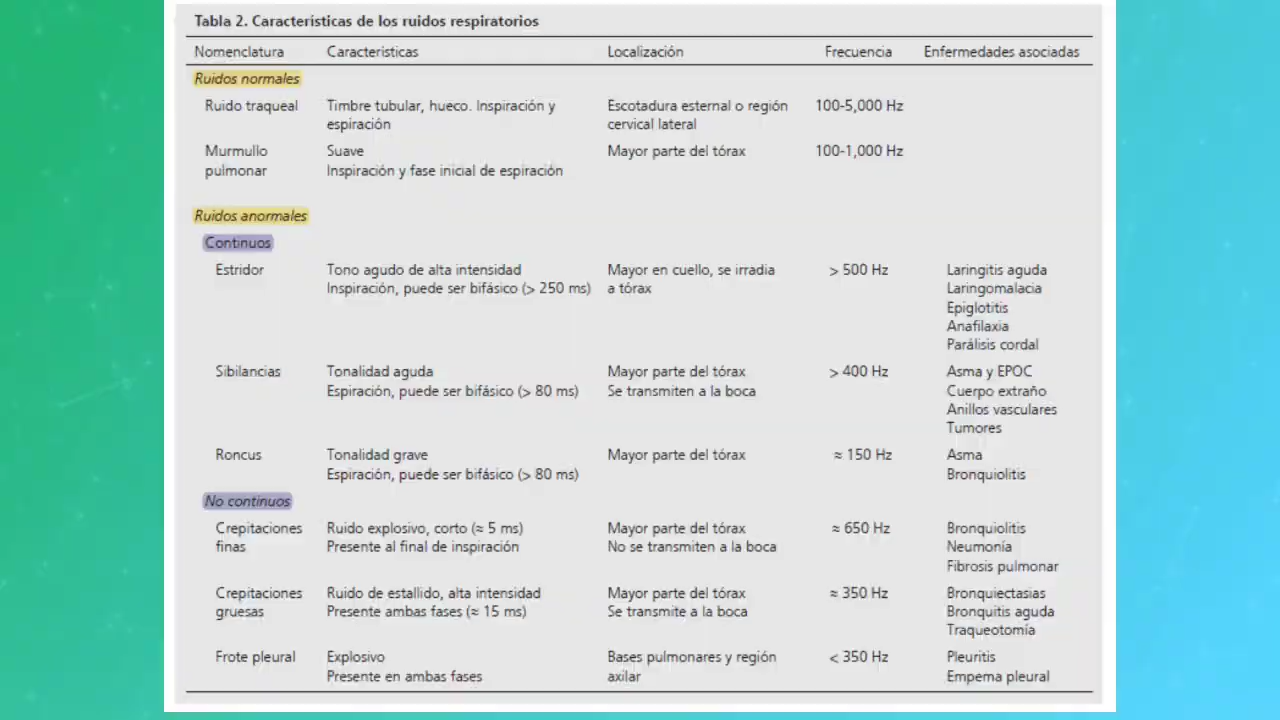 Tabla 2. Características de los ruidos respiratorios
Nomenclatura Características Localización Frecuencia Enfermedades asociadas
Ruidos normales
Ruido traqueal Timbre tubular, hueco. Inspiración y Escotadura esternal o región 100-5,000 Hz
espiración cervical lateral
Murmullo Suave Mayor parte del tórax 100-1,000 Hz
pulmonar Inspiración y fase inicial de espiración
Ruidos anormales
Continuos
Estridor Tono agudo de alta intensidad Mayor en cuello, se irradia > 500 Hz Laringitis aguda
Inspiración, puede ser bifásico (> 250 ms) a tórax Laringomalacia
Epiglotitis
Anafilaxia
Parálisis cordal
Sibilancias Tonalidad aguda Mayor parte del tórax > 400 Hz Asma y EPOC
Espiración, puede ser bifásico (> 80 ms) Se transmiten a la boca Cuerpo extraño
Anillos vasculares
Tumores
Roncus Tonalidad grave Mayor parte del tórax ≈ 150 Hz Asma
Espiración, puede ser bifásico (> 80 ms) Bronquiolitis
No continuos
Crepitaciones Ruido explosivo, corto (≈ 5 ms) Mayor parte del tórax ≈ 650 Hz Bronquiolitis
finas Presente al final de inspiración No se transmiten a la boca Neumonía
Fibrosis pulmonar
Crepitaciones Ruido de estallido, alta intensidad Mayor parte del tórax ≈ 350 Hz Bronquiectasias
gruesas Presente ambas fases (≈ 15 ms) Se transmite a la boca Bronquitis aguda
Traqueotomía
Frote pleural Explosivo Bases pulmonares y región < 350 Hz Pleuritis
Presente en ambas fases axilar Empema pleural